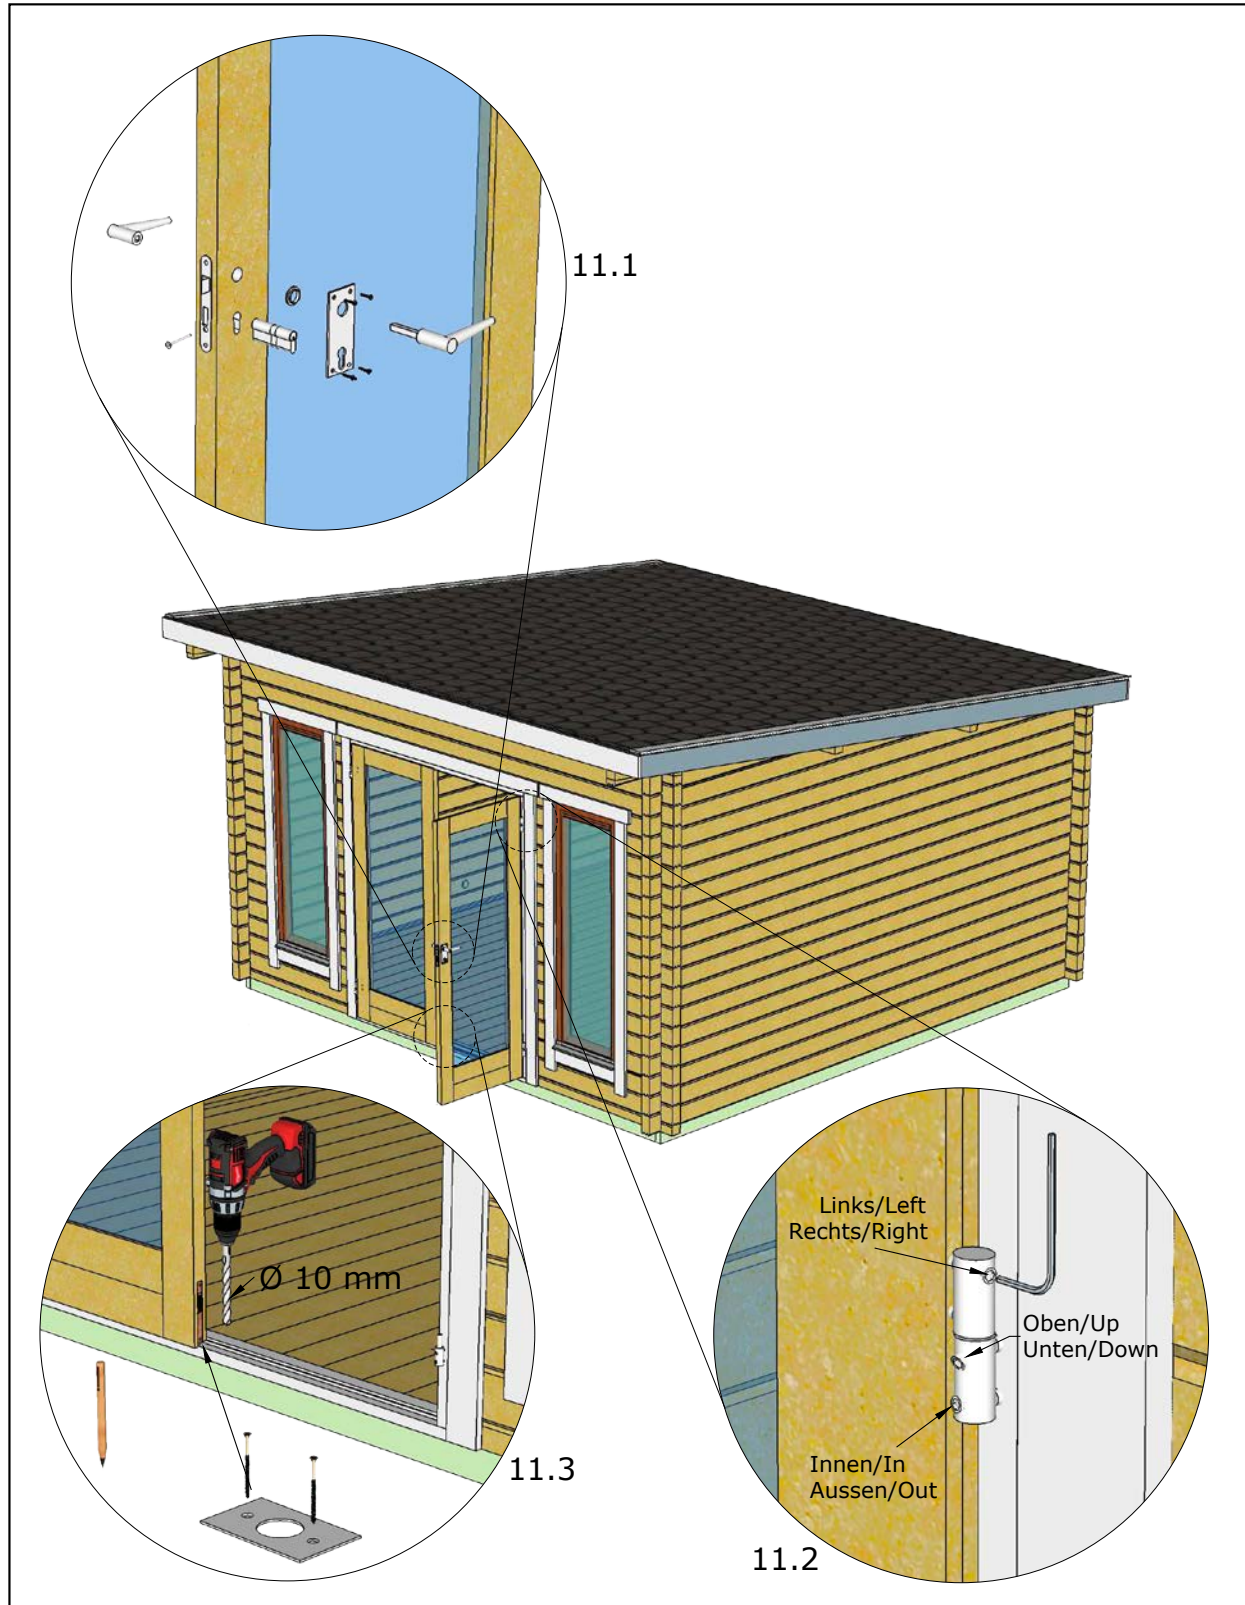 11.1
Links/Left
Rechts/Right
Oben/Up
Unten/Down
Innen/In
Aussen/Out
11.2
Ø 10 mm
11.3